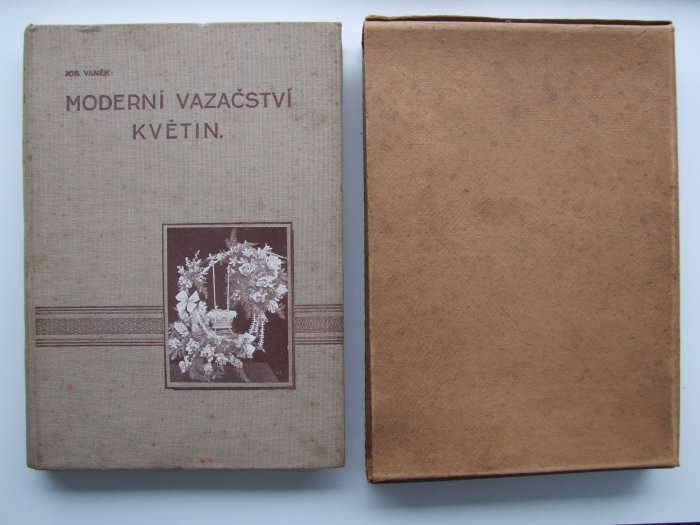 JOS. VANĚK:
MODERNÍ VAZAČSTVÍ
KVĚTIN.